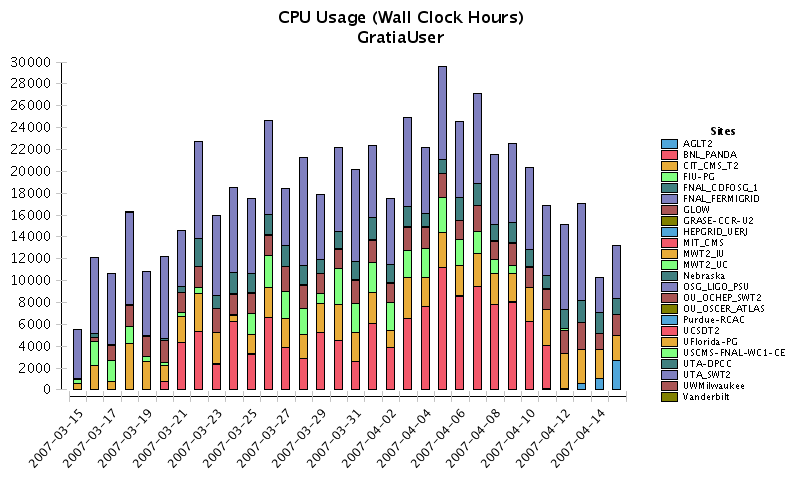 CPU Usage (Wall Clock Hours)
GratiaUser
30000
28000
26000
24000
22000
20000
18000
16000
14000
12000
10000
8000
6000
4000
2000
0
2007-03-15
2007-03-17
2007-03-19
2007-03-21
2007-03-23
2007-03-25
2007-03-27
2007-03-29
2007-03-31
2007-04-02
2007-04-04
2007-04-06
2007-04-08
2007-04-10
2007-04-12
2007-04-14
Sites
AGLT2
BNL_PANDA
CIT_CMS_T2
FIU-PG
FNAL_CDFOSG_1
FNAL_FERMIGRID
GLOW
GRASE-CCR-U2
HEPGRID_UERJ
MIT_CMS
MWT2_IU
MWT2_UC
Nebraska
OSG_LIGO_PSU
OU_OCHEP_SWT2
OU_OSCER_ATLAS
Purdue-RCAC
UCSDT2
UFlorida-PG
USCMS-FNAL-WC1-CE
UTA-DPCC
UTA_SWT2
UWMilwaukee
Vanderbilt